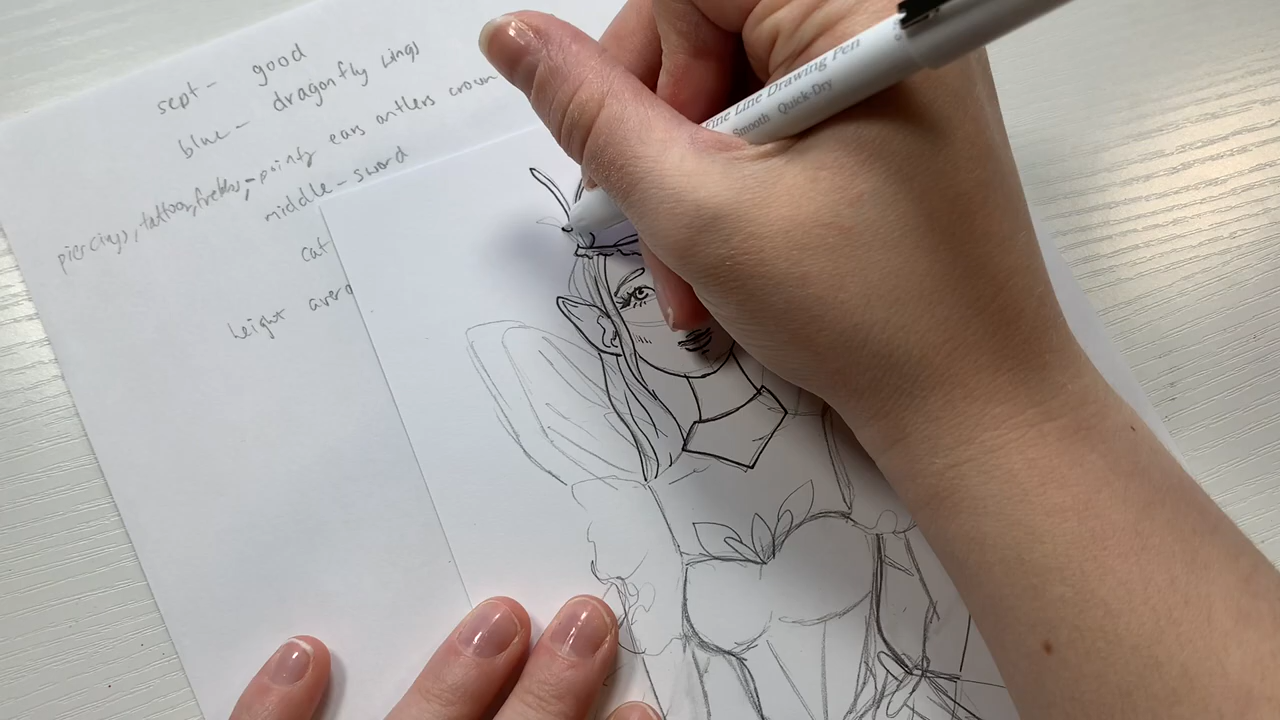 sept- good
blue- dragonfly wings
piercings, tattoos, freckles,- pointy ears antlers crown
middle- sword
cat
height
Fine Line Drawing Pen
Smooth Quick-Dry